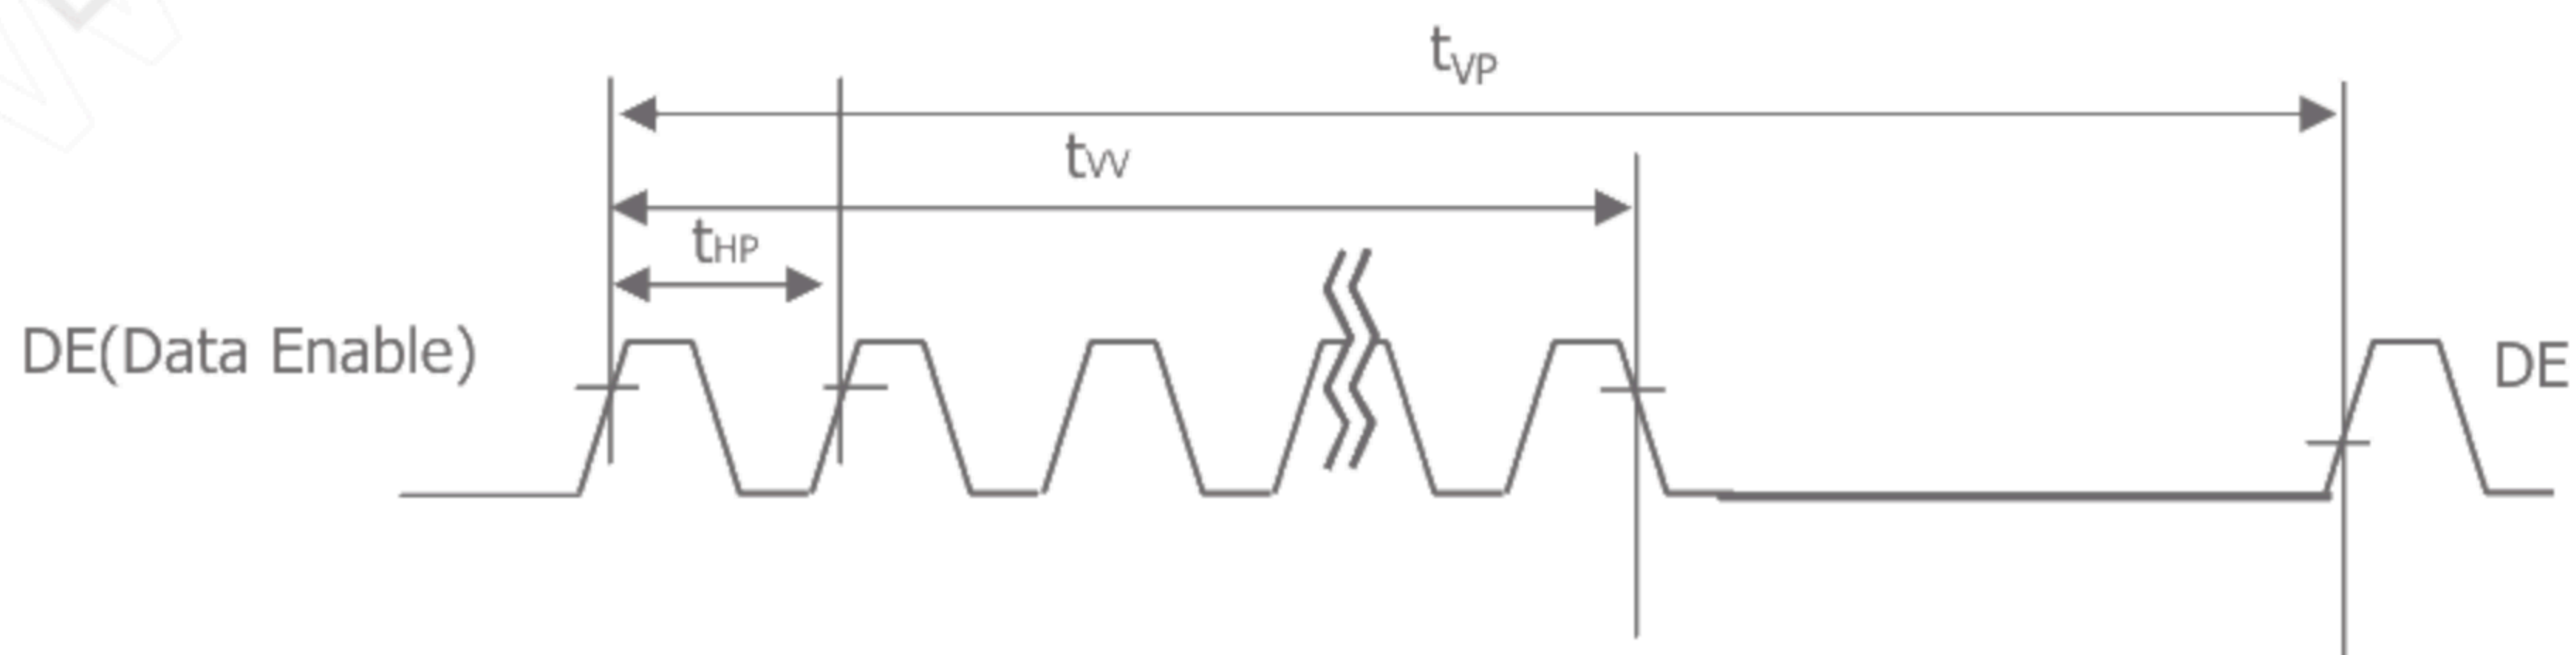 tVP
tVV
tHP
DE(Data Enable)
DE